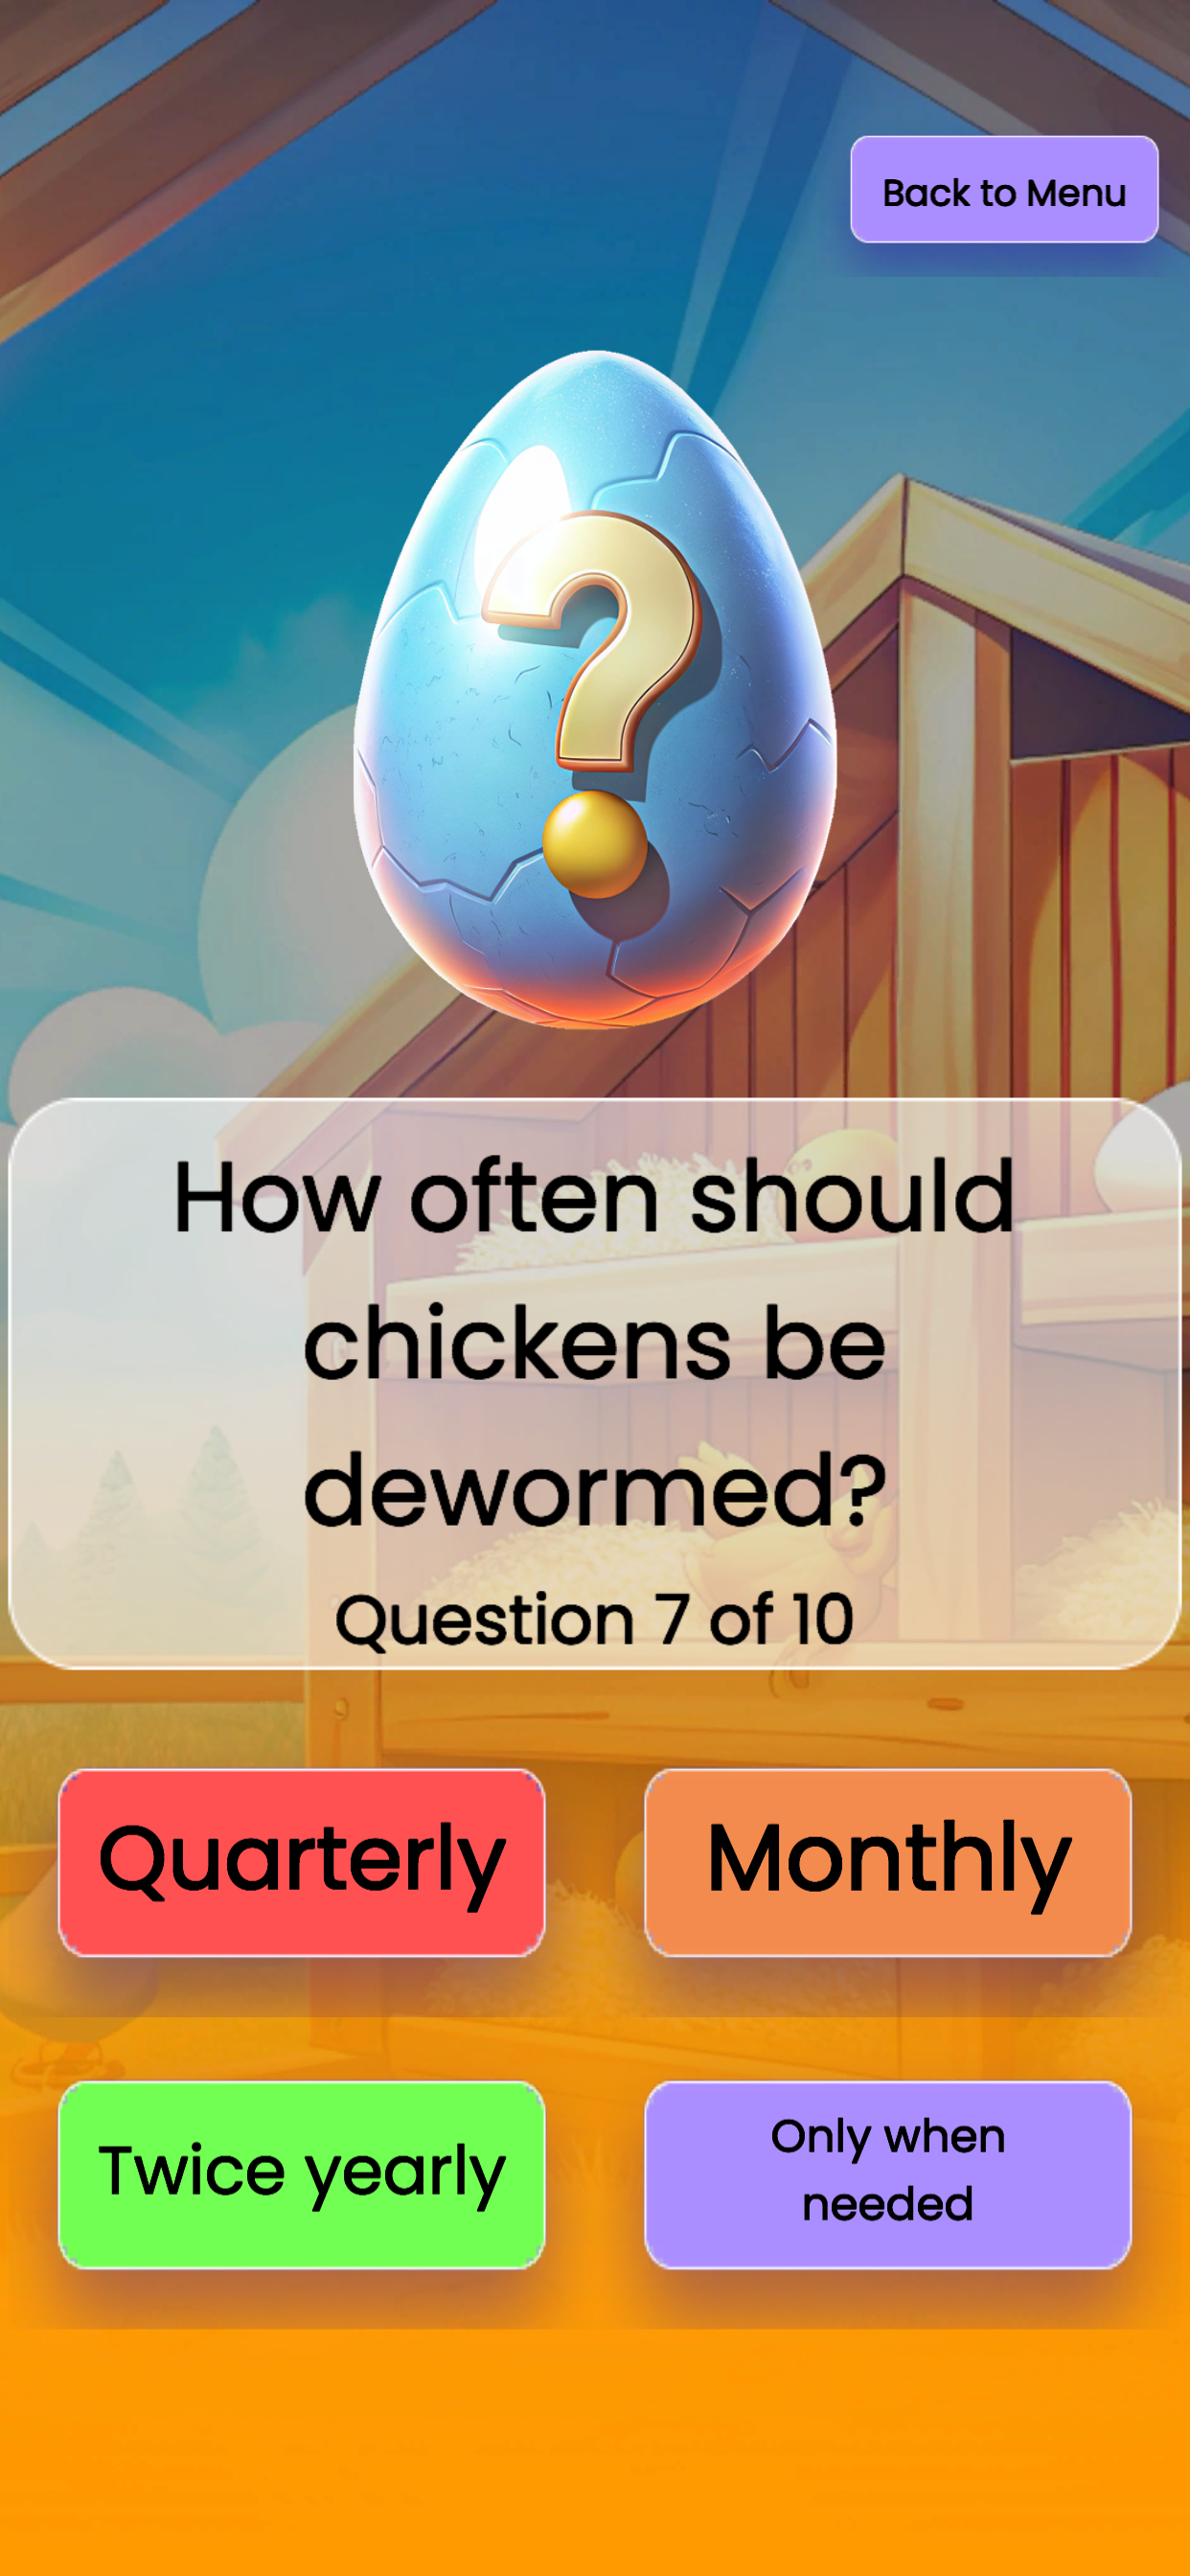 Back to Menu
How often should
chickens be
dewormed?
Question 7 of 10
Quarterly
Monthly
Twice yearly
Only when
needed